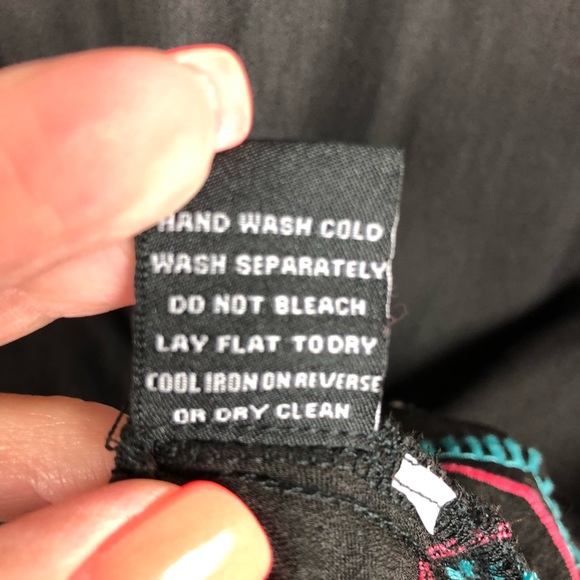 HAND WASH COLD
WASH SEPARATELY
DO NOT BLEACH
LAY FLAT TO DRY
COOL IRON ON REVERSE
OR DRY CLEAN